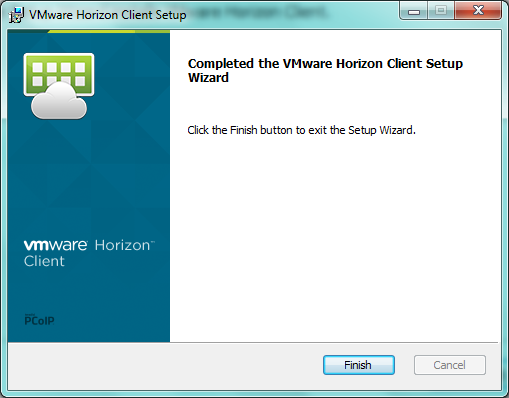 VMware Horizon Client Setup
Completed the VMware Horizon Client Setup
Wizard
Click the Finish button to exit the Setup Wizard.
vmware Horizon™
Client
PCoIP
Finish
Cancel